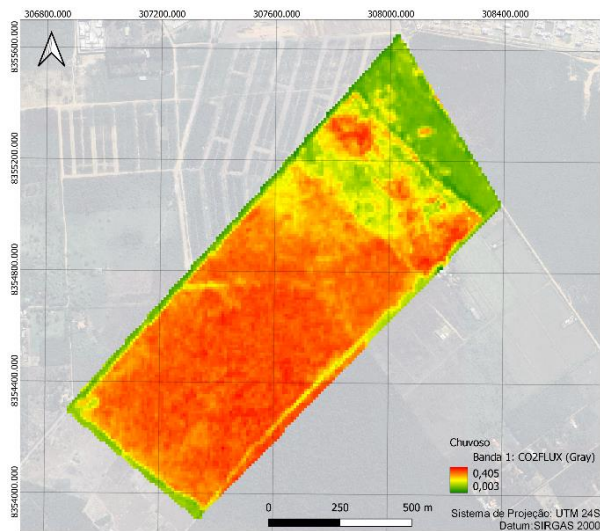 306800.000 307200.000 307600.000 308000.000 308400.000
8355600.000
8355200.000
8354800.000
8354400.000
8354000.000
Chuvoso
Banda 1: CO2FLUX (Gray)
0,405
0,003
0 250 500 m
Sistema de Projeção: UTM 24S
Datum:SIRGAS 2000